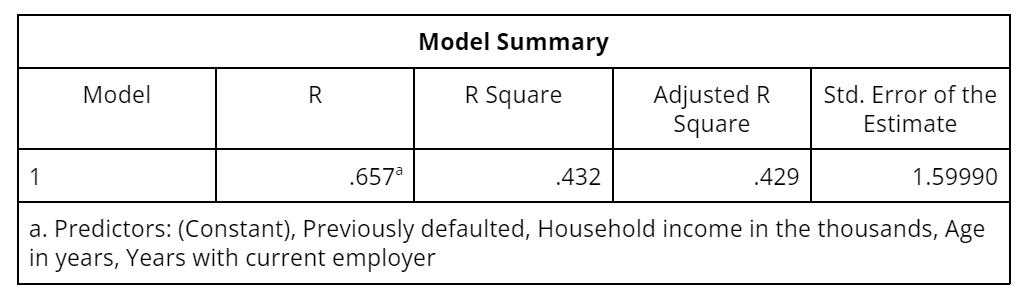 Model Summary
Model R R Square Adjusted R Square Std. Error of the Estimate
1 .657a .432 .429 1.59990
a. Predictors: (Constant), Previously defaulted, Household income in the thousands, Age
in years, Years with current employer